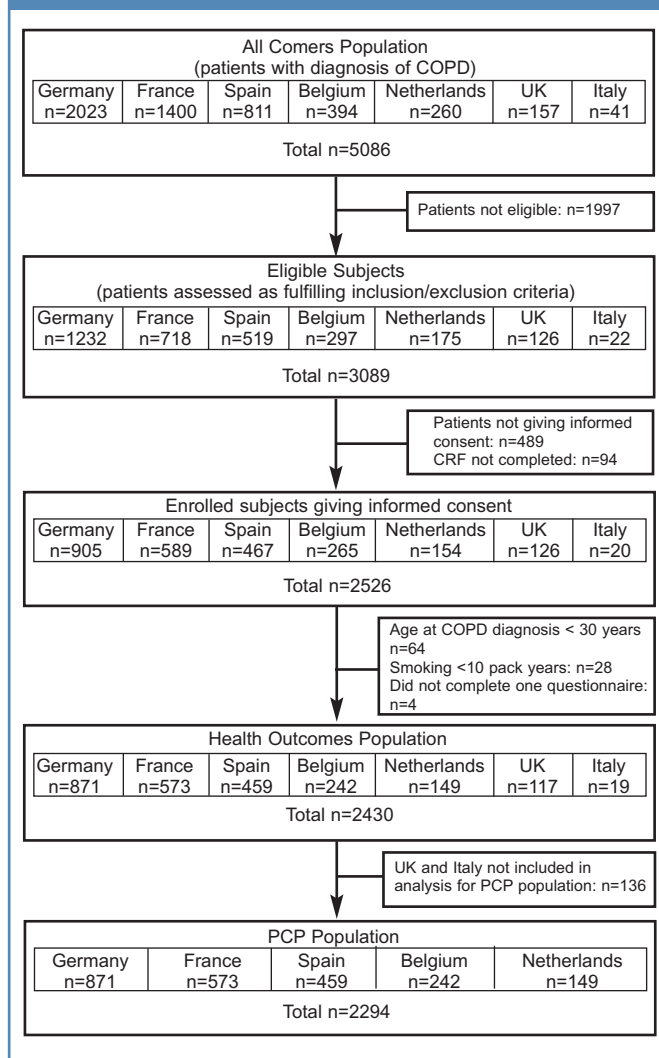 All Comers Population
(patients with diagnosis of COPD)
Germany France Spain Belgium Netherlands UK Italy
n=2023 n=1400 n=811 n=394 n=260 n=157 n=41
Total n=5086
Patients not eligible: n=1997
Eligible Subjects
(patients assessed as fulfilling inclusion/exclusion criteria)
Germany France Spain Belgium Netherlands UK Italy
n=1232 n=718 n=519 n=297 n=175 n=126 n=22
Total n=3089
Patients not giving informed
consent: n=489
CRF not completed: n=94
Enrolled subjects giving informed consent
Germany France Spain Belgium Netherlands UK Italy
n=905 n=589 n=467 n=265 n=154 n=126 n=20
Total n=2526
Age at COPD diagnosis < 30 years
n=64
Smoking <10 pack years: n=28
Did not complete one questionnaire:
n=4
Health Outcomes Population
Germany France Spain Belgium Netherlands UK Italy
n=871 n=573 n=459 n=242 n=149 n=117 n=19
Total n=2430
UK and Italy not included in
analysis for PCP population: n=136
PCP Population
Germany France Spain Belgium Netherlands
n=871 n=573 n=459 n=242 n=149
Total n=2294